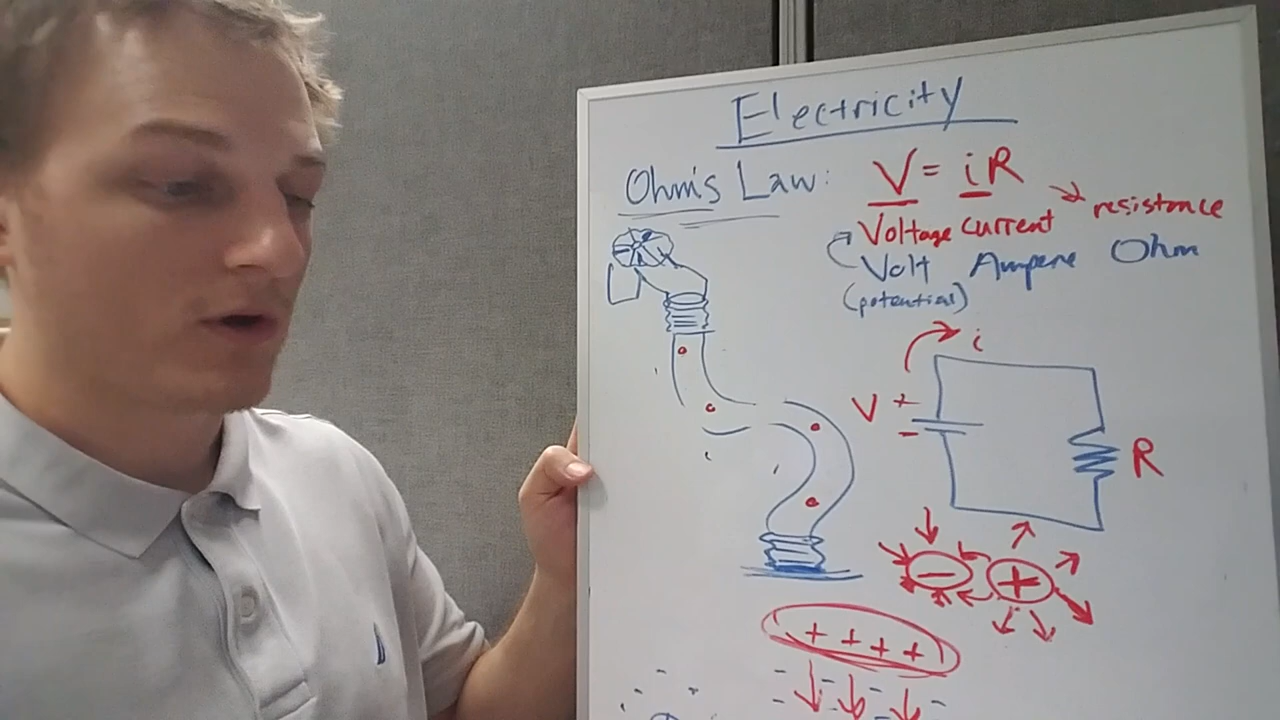 Electricity
Ohm's Law: V = iR
Voltage current resistance
Volt Ampere Ohm
(potential)
i
V + -
R
- +
+ + + +
- - - -